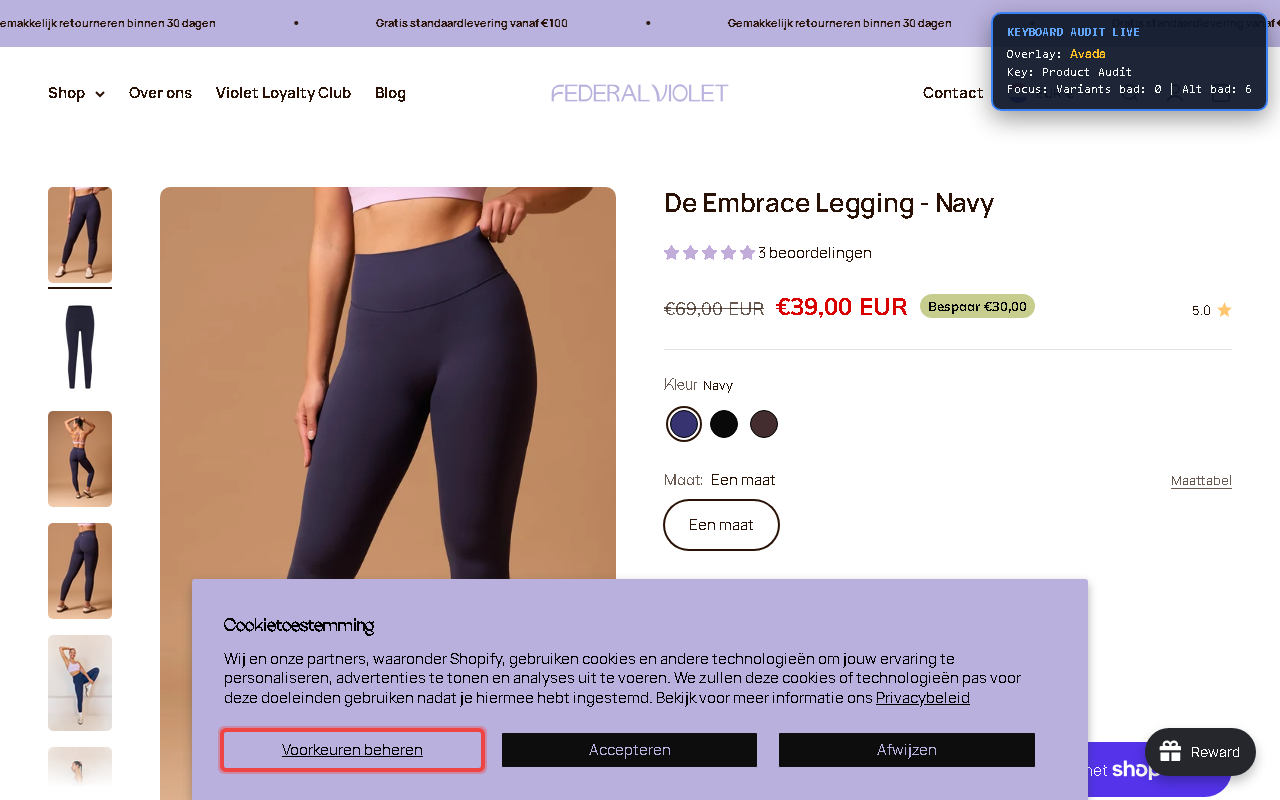 emakkelijk retourneren binnen 30 dagen • Gratis standaardlevering vanaf €100 • Gemakkelijk retourneren binnen 30 dagen
KEYBOARD AUDIT LIVE
Overlay: Avada
Key: Product Audit
Focus: Variants bad: 0 | Alt bad: 6
Shop Over ons Violet Loyalty Club Blog
FEDERAL VIOLET
Contact
De Embrace Legging - Navy
3 beoordelingen
€69,00 EUR €39,00 EUR Bespaar €30,00 5.0
Kleur Navy
Maat: Een maat Maattabel
Een maat
Cookietoestemming
Wij en onze partners, waaronder Shopify, gebruiken cookies en andere technologieën om jouw ervaring te
personaliseren, advertenties te tonen en analyses uit te voeren. We zullen deze cookies of technologieën pas voor
deze doeleinden gebruiken nadat je hiermee hebt ingestemd. Bekijk voor meer informatie ons Privacybeleid
Voorkeuren beheren Accepteren Afwijzen
net shop
Reward